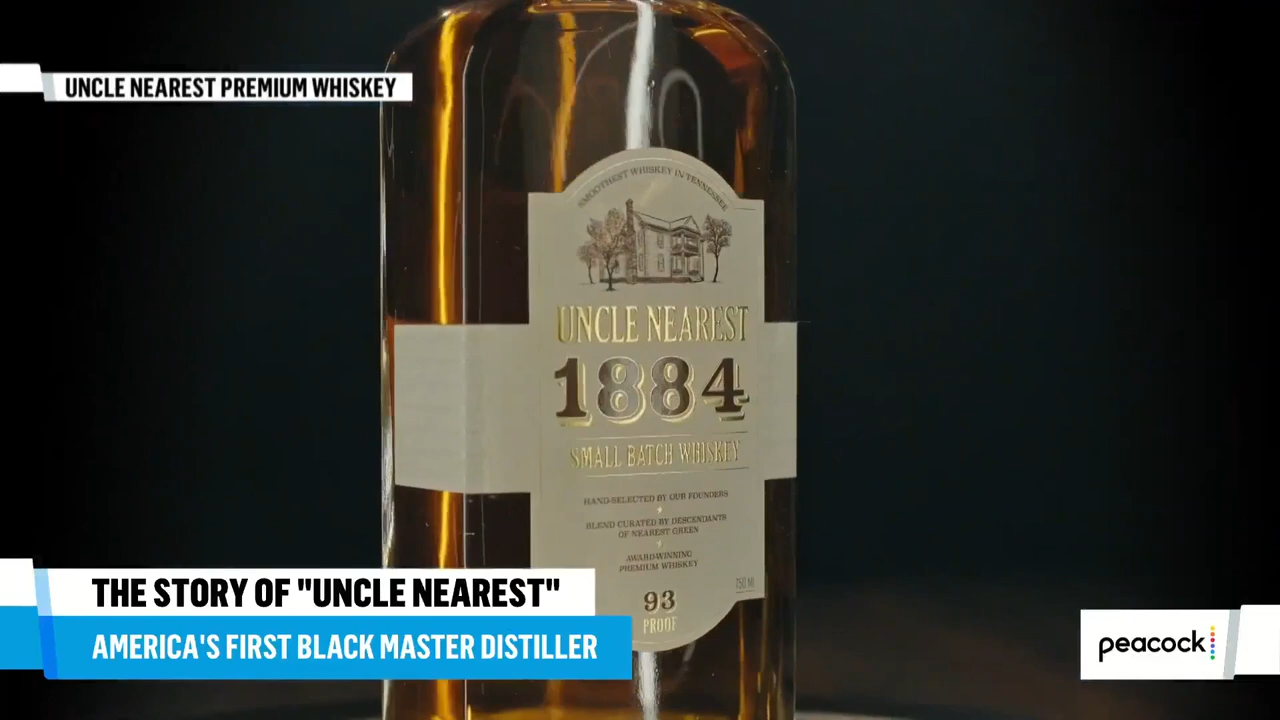 UNCLE NEAREST PREMIUM WHISKEY
SMOOTHEST WHISKEY IN TENNESSEE
UNCLE NEAREST
1884
SMALL BATCH WHISKEY
HAND-SELECTED BY OUR FOUNDERS
BLEND CURATED BY DESCENDANTS
OF NEAREST GREEN
AWARD-WINNING
PREMIUM WHISKEY
750 ML
93
PROOF
THE STORY OF "UNCLE NEAREST"
AMERICA'S FIRST BLACK MASTER DISTILLER
peacock